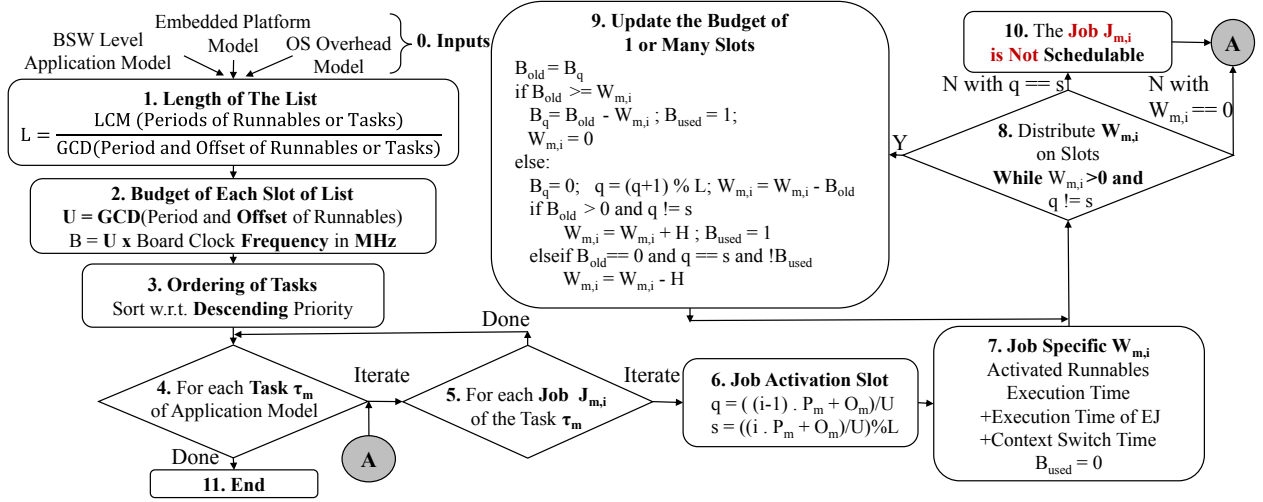 BSW Level
Application Model
Embedded Platform
Model
OS Overhead
Model
0. Inputs
1. Length of The List
L = LCM (Periods of Runnables or Tasks)
GCD(Period and Offset of Runnables or Tasks)
2. Budget of Each Slot of List
U = GCD(Period and Offset of Runnables)
B = U x Board Clock Frequency in MHz
3. Ordering of Tasks
Sort w.r.t. Descending Priority
4. For each Task τm
of Application Model
Done
11. End
Iterate
A
Done
5. For each Job Jm,i
of the Task τm
Iterate
6. Job Activation Slot
q = ( (i-1) . Pm + Om)/U
s = ((i . Pm + Om)/U)%L
7. Job Specific Wm,i
Activated Runnables
Execution Time
+Execution Time of EJ
+Context Switch Time
Bused = 0
8. Distribute Wm,i
on Slots
While Wm,i >0 and
q != s
Y
N with q == s
N with
Wm,i == 0
9. Update the Budget of
1 or Many Slots
Bold = Bq
if Bold >= Wm,i
Bq= Bold - Wm,i ; Bused = 1;
Wm,i = 0
else:
Bq= 0; q = (q+1) % L; Wm,i = Wm,i - Bold
if Bold > 0 and q != s
Wm,i = Wm,i + H ; Bused = 1
elseif Bold== 0 and q == s and !Bused
Wm,i = Wm,i - H
10. The Job Jm,i
is Not Schedulable
A